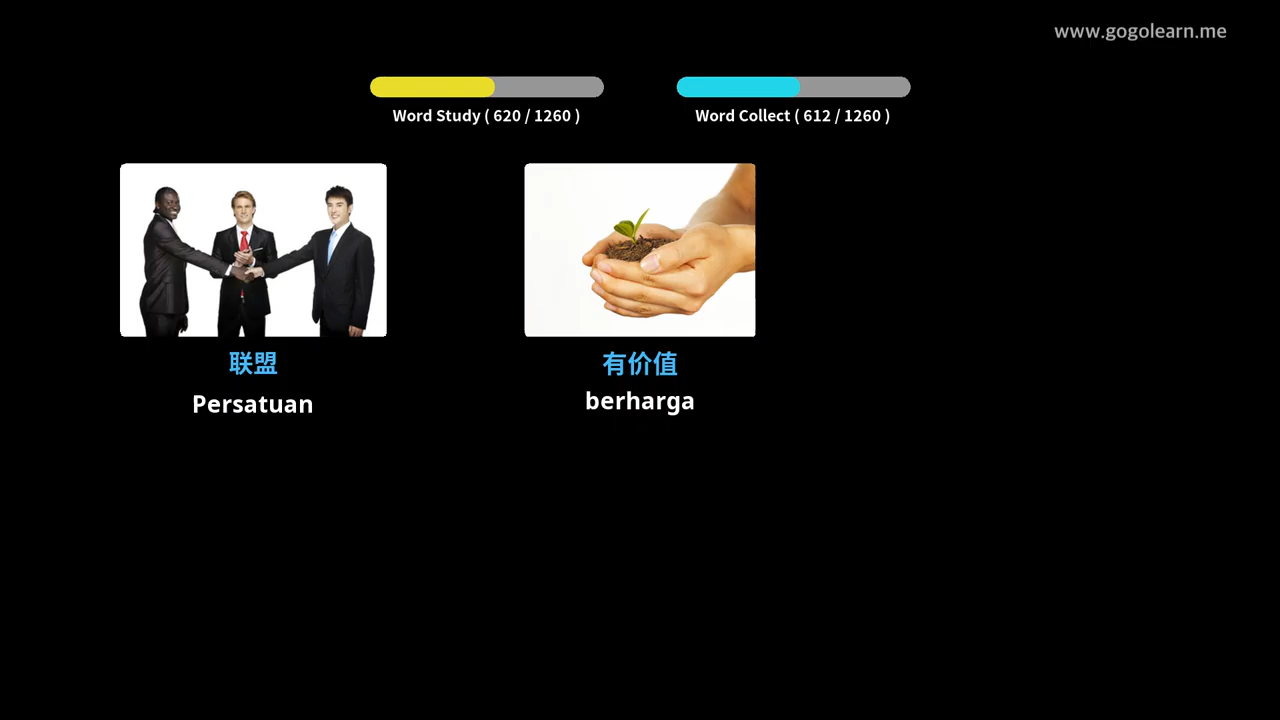 www.gogolearn.me
Word Study ( 620 / 1260 )
Word Collect ( 612 / 1260 )
联盟
Persatuan
有价值
berharga